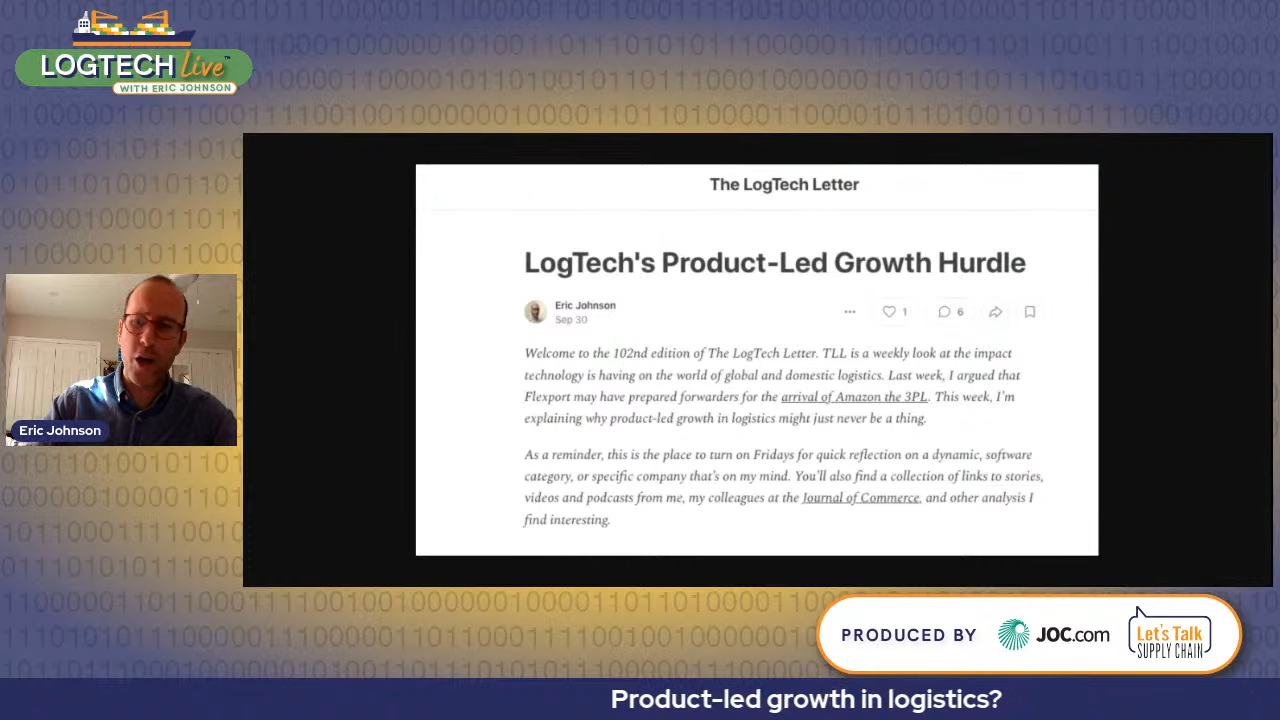 LOGTECH Live™
WITH ERIC JOHNSON
The LogTech Letter
LogTech's Product-Led Growth Hurdle
Eric Johnson
Sep 30
1
6
Welcome to the 102nd edition of The LogTech Letter. TLL is a weekly look at the impact
technology is having on the world of global and domestic logistics. Last week, I argued that
Flexport may have prepared forwarders for the arrival of Amazon the 3PL. This week, I'm
explaining why product-led growth in logistics might just never be a thing.
As a reminder, this is the place to turn on Fridays for quick reflection on a dynamic, software
category, or specific company that's on my mind. You'll also find a collection of links to stories,
videos and podcasts from me, my colleagues at the Journal of Commerce, and other analysis I
find interesting.
Eric Johnson
PRODUCED BY
JOC.com
Let's Talk
SUPPLY CHAIN
Product-led growth in logistics?